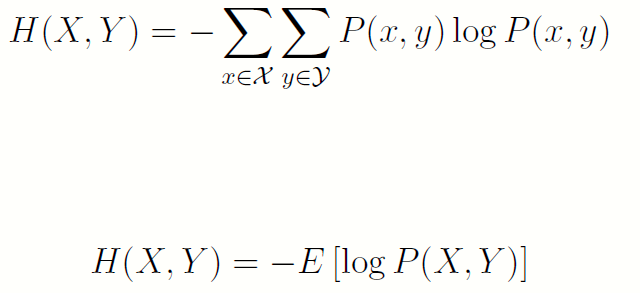 H(X, Y) = − ∑ ∑ P(x, y) log P(x, y)
x∈𝒳 y∈𝒴
H(X, Y) = −E [log P(X, Y)]